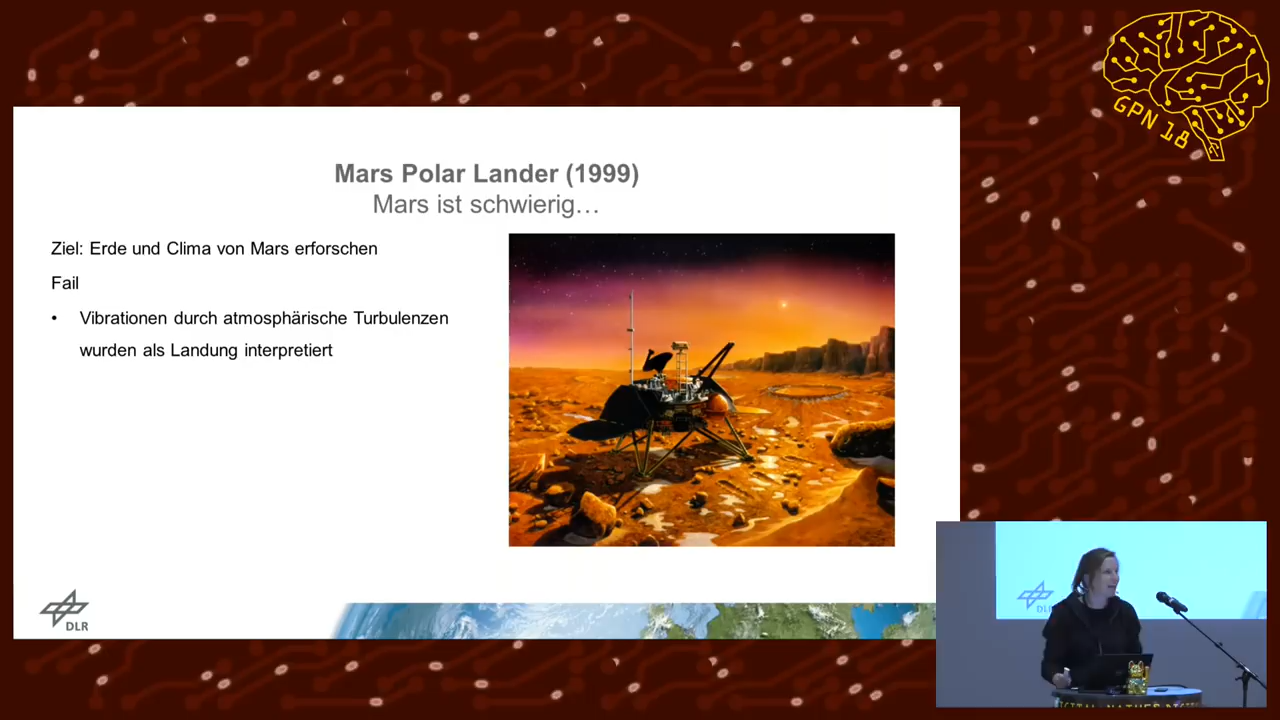 GPN 18
Mars Polar Lander (1999)
Mars ist schwierig…
Ziel: Erde und Clima von Mars erforschen
Fail
• Vibrationen durch atmosphärische Turbulenzen
wurden als Landung interpretiert
DLR
DL